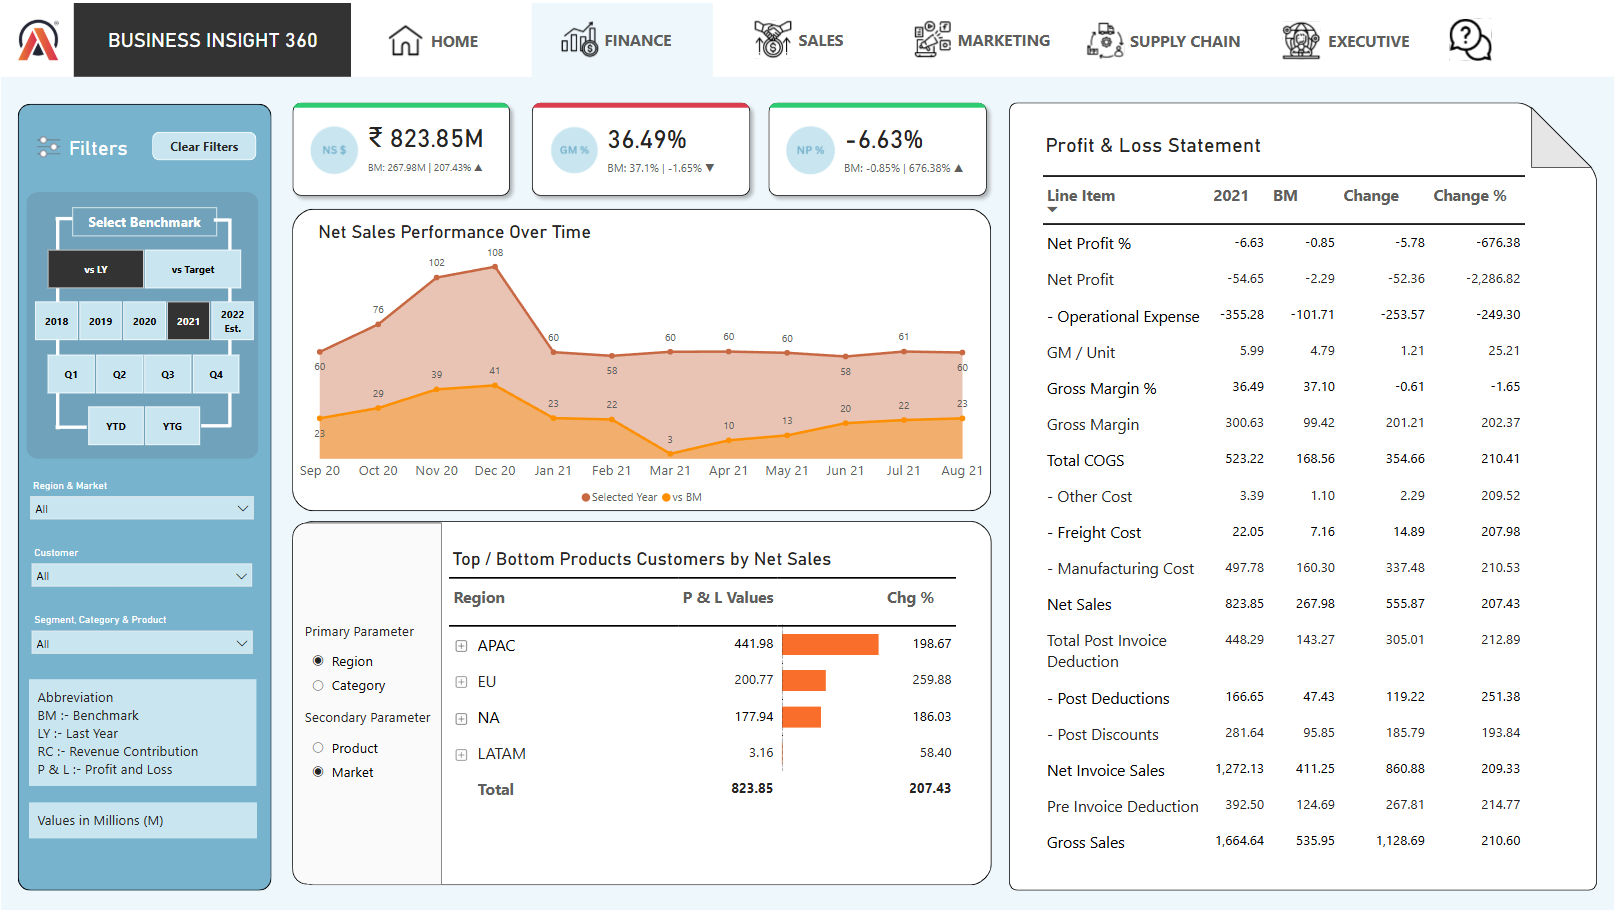 BUSINESS INSIGHT 360
HOME
FINANCE
SALES
MARKETING
SUPPLY CHAIN
EXECUTIVE
Filters
Clear Filters
Select Benchmark
vs LY
vs Target
2018
2019
2020
2021
2022
Est.
Q1
Q2
Q3
Q4
YTD
YTG
Region & Market
All
Customer
All
Segment, Category & Product
All
Abbreviation
BM :- Benchmark
LY :- Last Year
RC :- Revenue Contribution
P & L :- Profit and Loss
Values in Millions (M)
NS $
₹ 823.85M
BM: 267.98M | 207.43% ▲
GM %
36.49%
BM: 37.1% | -1.65% ▼
NP %
-6.63%
BM: -0.85% | 676.38% ▲
Net Sales Performance Over Time
60 76 102 108 60 58 60 60 60 58 61 60
23 29 39 41 23 22 3 10 13 20 22 23
Sep 20 Oct 20 Nov 20 Dec 20 Jan 21 Feb 21 Mar 21 Apr 21 May 21 Jun 21 Jul 21 Aug 21
Selected Year vs BM
Primary Parameter
Region
Category
Secondary Parameter
Product
Market
Top / Bottom Products Customers by Net Sales
Region P & L Values Chg %
APAC 441.98 198.67
EU 200.77 259.88
NA 177.94 186.03
LATAM 3.16 58.40
Total 823.85 207.43
Profit & Loss Statement
Line Item 2021 BM Change Change %
Net Profit % -6.63 -0.85 -5.78 -676.38
Net Profit -54.65 -2.29 -52.36 -2,286.82
- Operational Expense -355.28 -101.71 -253.57 -249.30
GM / Unit 5.99 4.79 1.21 25.21
Gross Margin % 36.49 37.10 -0.61 -1.65
Gross Margin 300.63 99.42 201.21 202.37
Total COGS 523.22 168.56 354.66 210.41
- Other Cost 3.39 1.10 2.29 209.52
- Freight Cost 22.05 7.16 14.89 207.98
- Manufacturing Cost 497.78 160.30 337.48 210.53
Net Sales 823.85 267.98 555.87 207.43
Total Post Invoice 448.29 143.27 305.01 212.89
Deduction
- Post Deductions 166.65 47.43 119.22 251.38
- Post Discounts 281.64 95.85 185.79 193.84
Net Invoice Sales 1,272.13 411.25 860.88 209.33
Pre Invoice Deduction 392.50 124.69 267.81 214.77
Gross Sales 1,664.64 535.95 1,128.69 210.60